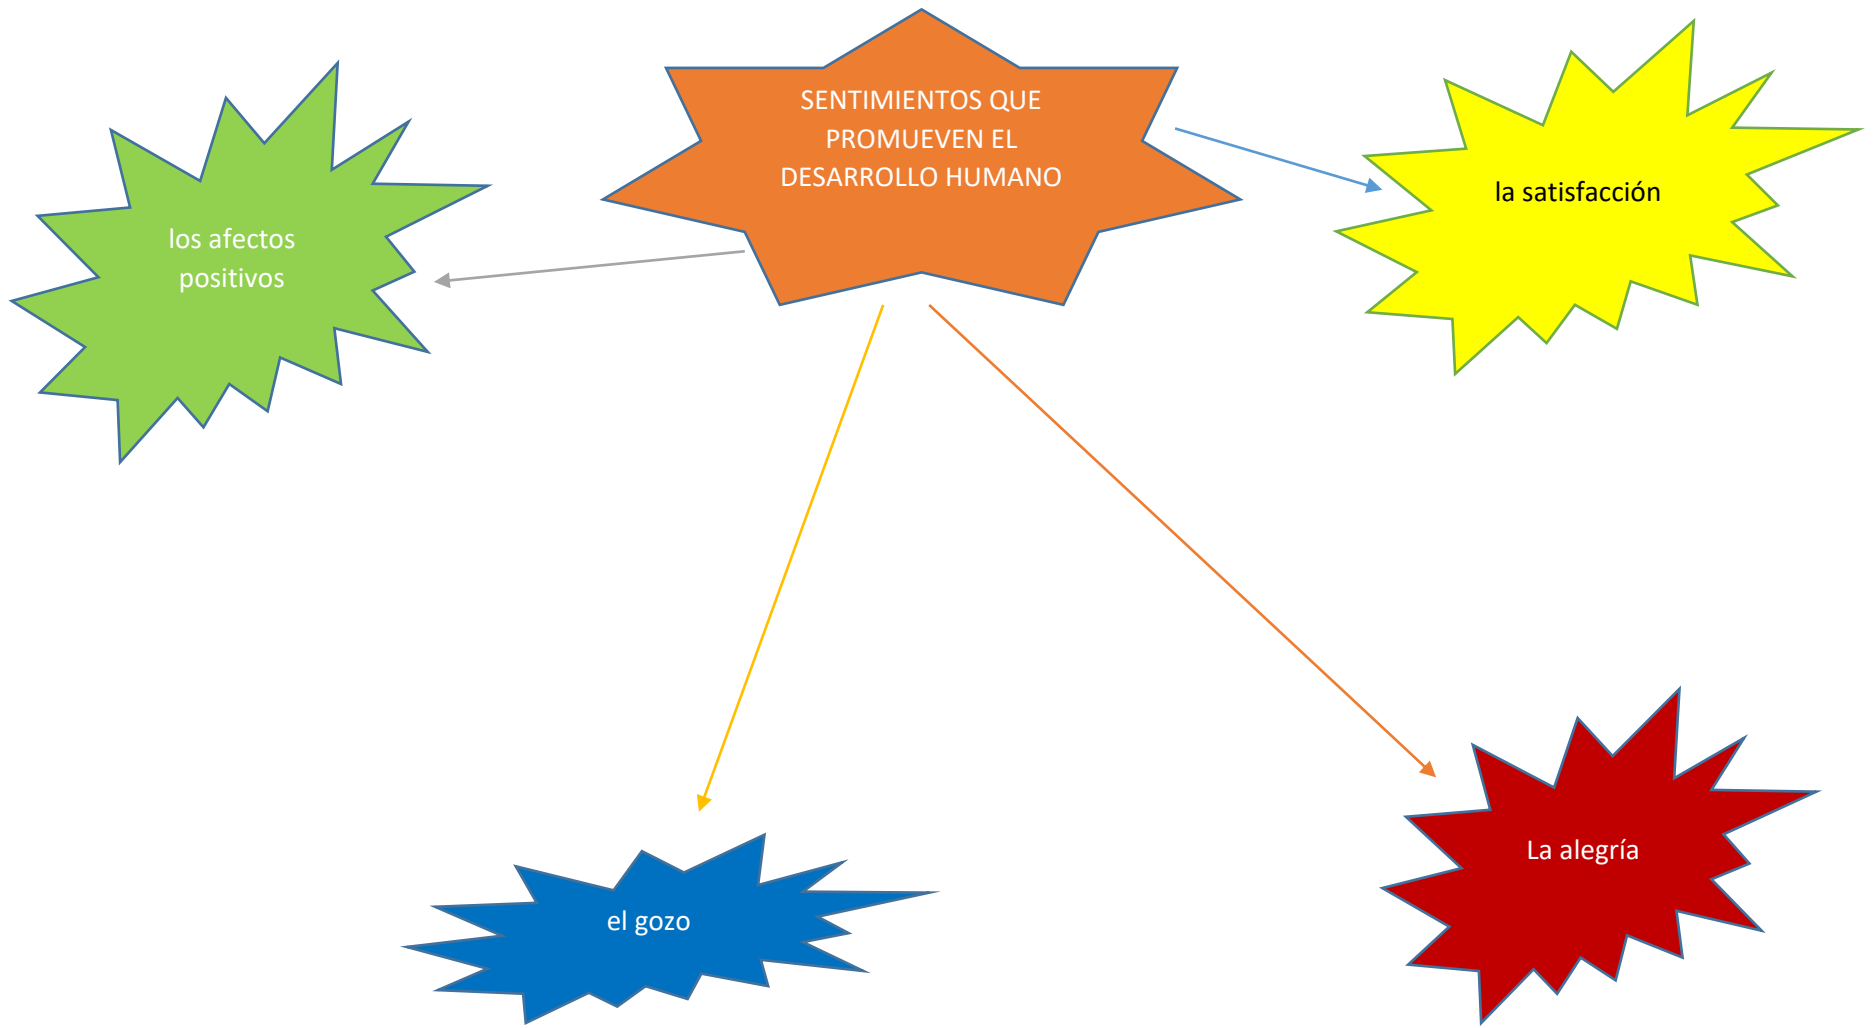 SENTIMIENTOS QUE
PROMUEVEN EL
DESARROLLO HUMANO
la satisfacción
los afectos
positivos
La alegría
el gozo